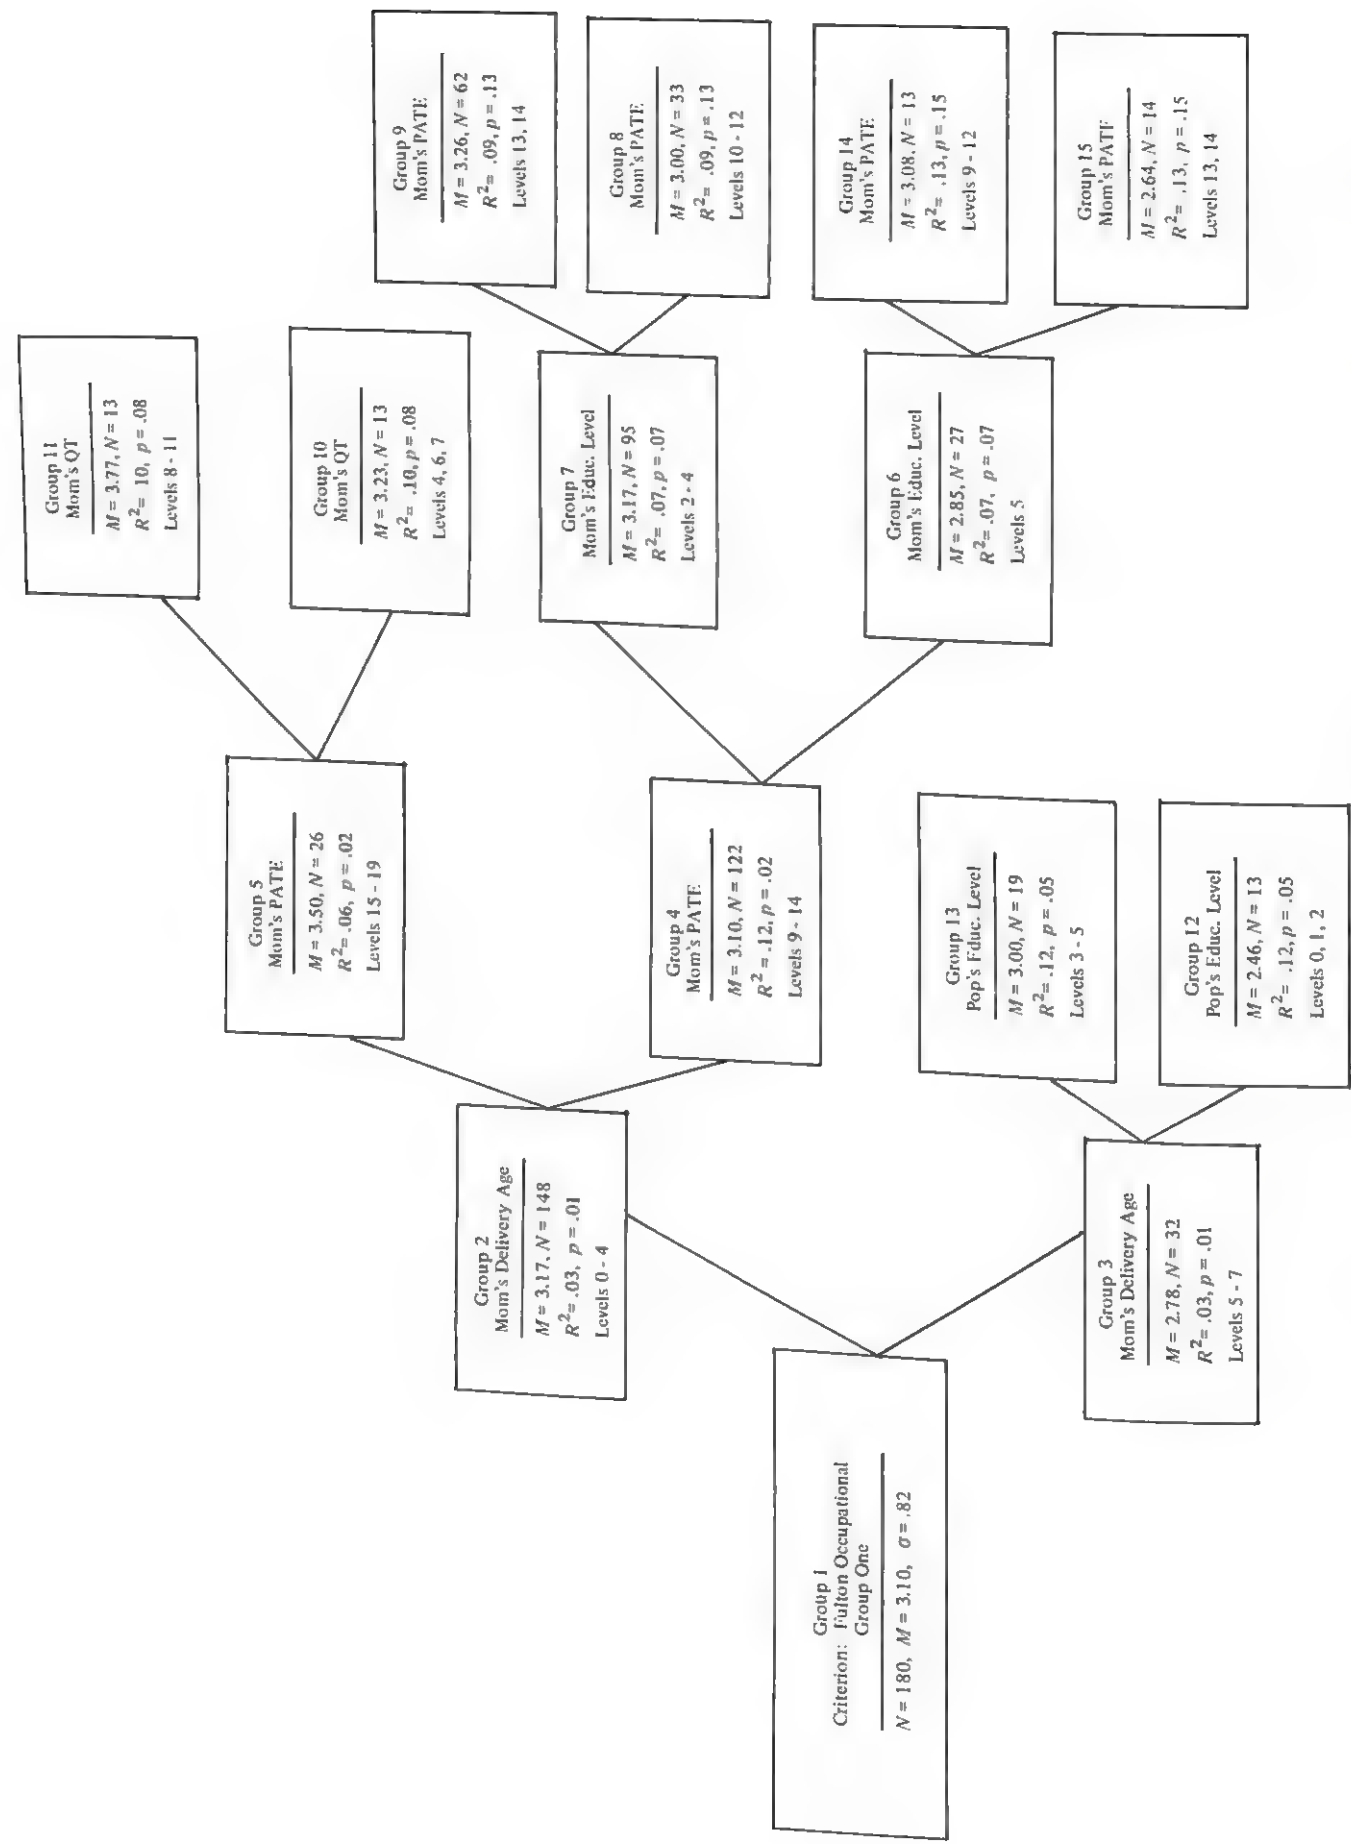 Group 1
Criterion: Fulton Occupational
Group One
N = 180, M = 3.10, σ = .82
Group 2
Mom's Delivery Age
M = 3.17, N = 148
R² = .03, p = .01
Levels 0 - 4
Group 3
Mom's Delivery Age
M = 2.78, N = 32
R² = .03, p = .01
Levels 5 - 7
Group 5
Mom's PATE
M = 3.50, N = 26
R² = .06, p = .02
Levels 15 - 19
Group 4
Mom's PATE
M = 3.10, N = 122
R² = .12, p = .02
Levels 9 - 14
Group 13
Pop's Educ. Level
M = 3.00, N = 19
R² = .12, p = .05
Levels 3 - 5
Group 12
Pop's Educ. Level
M = 2.46, N = 13
R² = .12, p = .05
Levels 0, 1, 2
Group 11
Mom's QT
M = 3.77, N = 13
R² = 10, p = .08
Levels 8 - 11
Group 10
Mom's QT
M = 3.23, N = 13
R² = .10, p = .08
Levels 4, 6, 7
Group 7
Mom's Educ. Level
M = 3.17, N = 95
R² = .07, p = .07
Levels 2 - 4
Group 6
Mom's Educ. Level
M = 2.85, N = 27
R² = .07, p = .07
Levels 5
Group 9
Mom's PATE
M = 3.26, N = 62
R² = .09, p = .13
Levels 13, 14
Group 8
Mom's PATE
M = 3.00, N = 33
R² = .09, p = .13
Levels 10 - 12
Group 14
Mom's PATE
M = 3.08, N = 13
R² = .13, p = .15
Levels 9 - 12
Group 15
Mom's PATE
M = 2.64, N = 14
R² = .13, p = .15
Levels 13, 14